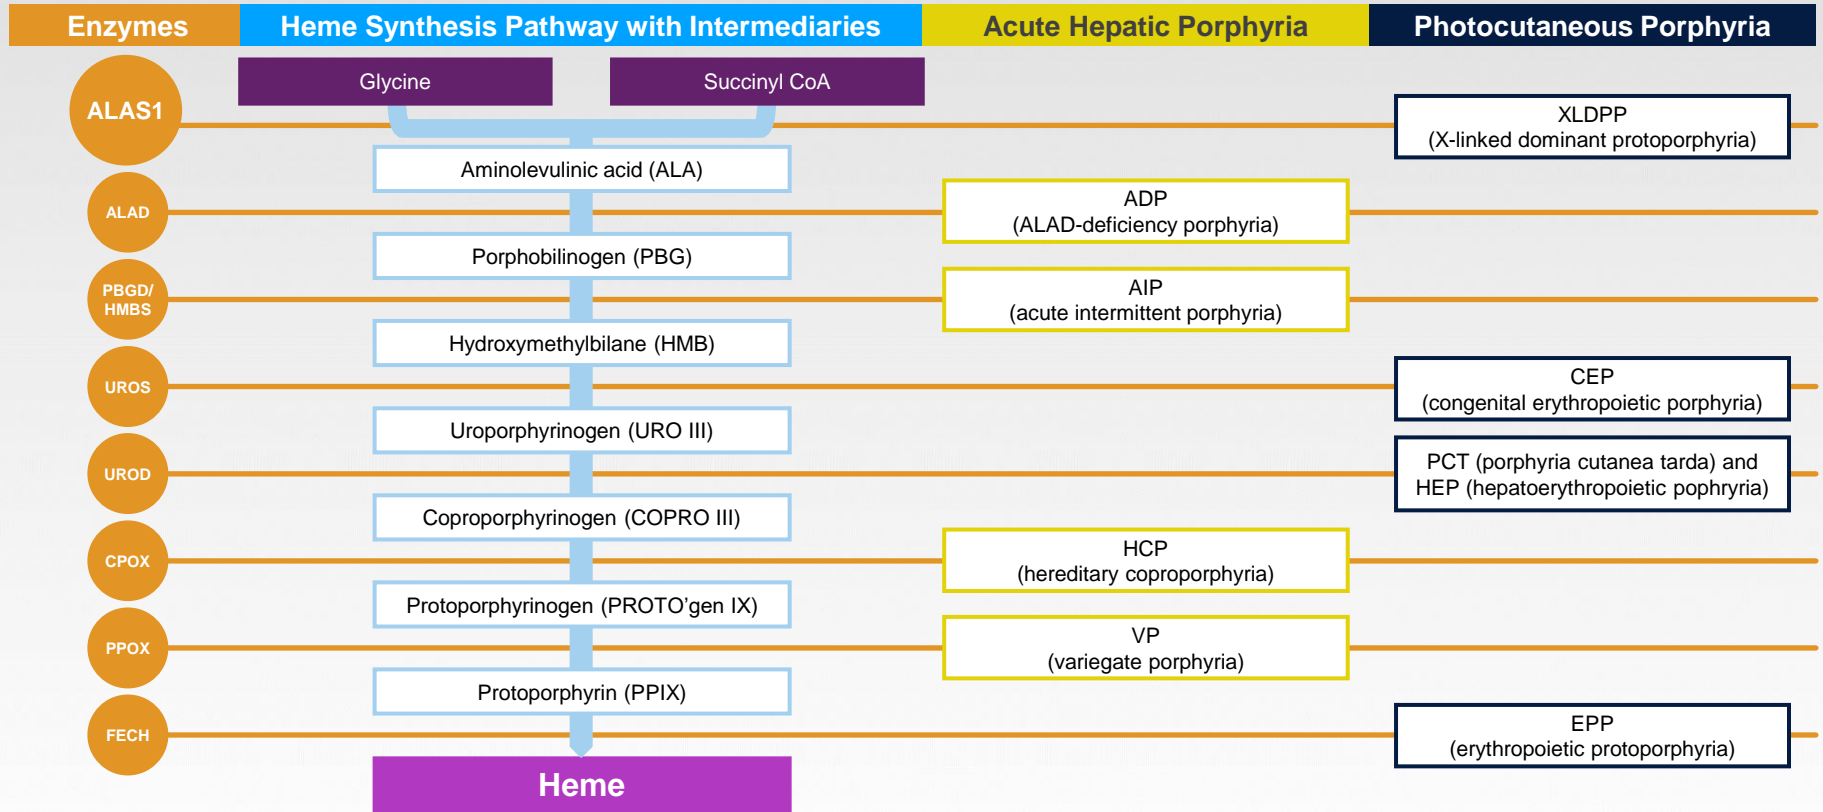 Enzymes
Heme Synthesis Pathway with Intermediaries
Acute Hepatic Porphyria
Photocutaneous Porphyria
Glycine
Succinyl CoA
ALAS1
XLDPP
(X-linked dominant protoporphyria)
Aminolevulinic acid (ALA)
ALAD
ADP
(ALAD-deficiency porphyria)
Porphobilinogen (PBG)
PBGD/
HMBS
AIP
(acute intermittent porphyria)
Hydroxymethylbilane (HMB)
UROS
CEP
(congenital erythropoietic porphyria)
Uroporphyrinogen (URO III)
UROD
PCT (porphyria cutanea tarda) and
HEP (hepatoerythropoietic pophryria)
Coproporphyrinogen (COPRO III)
CPOX
HCP
(hereditary coproporphyria)
Protoporphyrinogen (PROTO’gen IX)
PPOX
VP
(variegate porphyria)
Protoporphyrin (PPIX)
FECH
EPP
(erythropoietic protoporphyria)
Heme